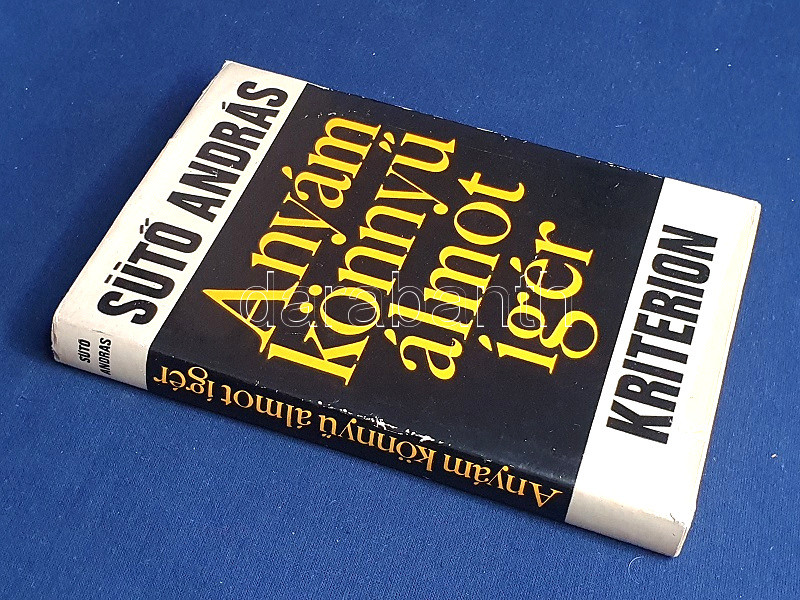 SÜTŐ ANDRÁS
Anyám
könnyű
álmot
ígér
KRITERION
SÜTŐ
ANDRÁS
Anyám könnyű álmot ígér
darabanth